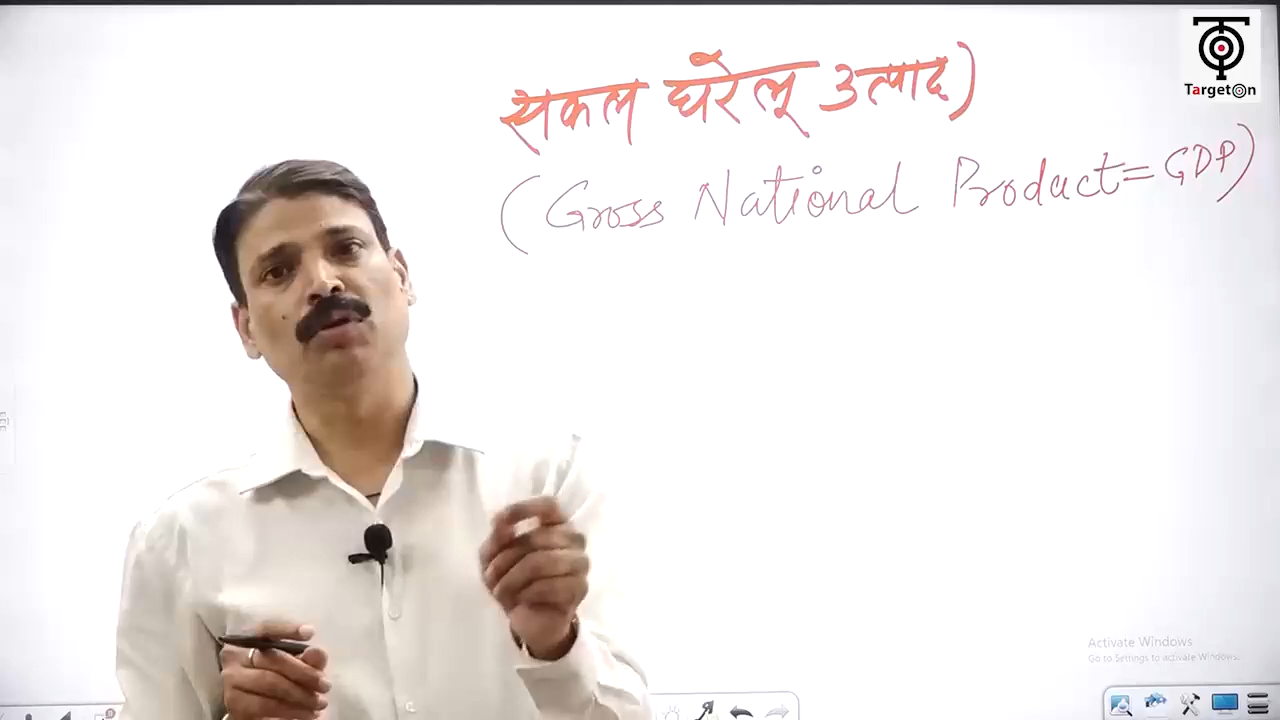 सकल घरेलू उत्पाद)
(Gross National Product=GDP)
TargetOn
Activate Windows
Go to Settings to activate Windows.